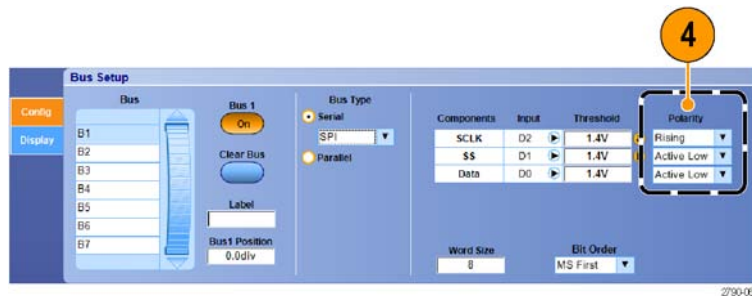 4
Bus Setup
Config
Display
Bus
B1
B2
B3
B4
B5
B6
B7
Bus 1
On
Clear Bus
Label
Bus1 Position
0.0div
Bus Type
Serial
SPI
Parallel
Components Input Threshold Polarity
SCLK D2 1.4V Rising
SS D1 1.4V Active Low
Data D0 1.4V Active Low
Word Size
8
Bit Order
MS First